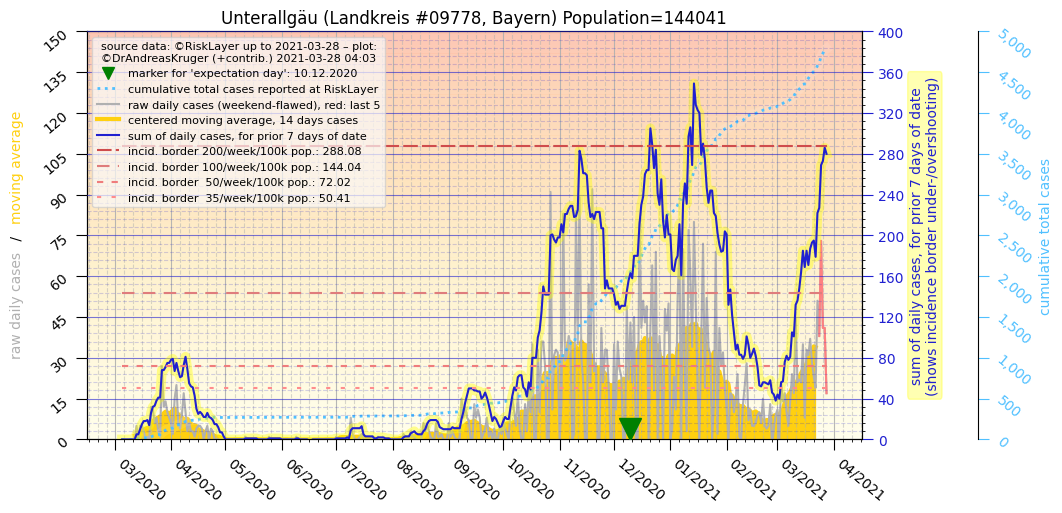 Unterallgäu (Landkreis #09778, Bayern) Population=144041
source data: ©RiskLayer up to 2021-03-28 – plot:
©DrAndreasKruger (+contrib.) 2021-03-28 04:03
marker for 'expectation day': 10.12.2020
cumulative total cases reported at RiskLayer
raw daily cases (weekend-flawed), red: last 5
centered moving average, 14 days cases
sum of daily cases, for prior 7 days of date
incid. border 200/week/100k pop.: 288.08
incid. border 100/week/100k pop.: 144.04
incid. border  50/week/100k pop.: 72.02
incid. border  35/week/100k pop.: 50.41
raw daily cases  /  moving average
150
135
120
105
90
75
60
45
30
15
0
03/2020
04/2020
05/2020
06/2020
07/2020
08/2020
09/2020
10/2020
11/2020
12/2020
01/2021
02/2021
03/2021
04/2021
400
360
320
280
240
200
160
120
80
40
0
sum of daily cases, for prior 7 days of date
(shows incidence border under-/overshooting)
5,000
4,500
4,000
3,500
3,000
2,500
2,000
1,500
1,000
500
0
cumulative total cases